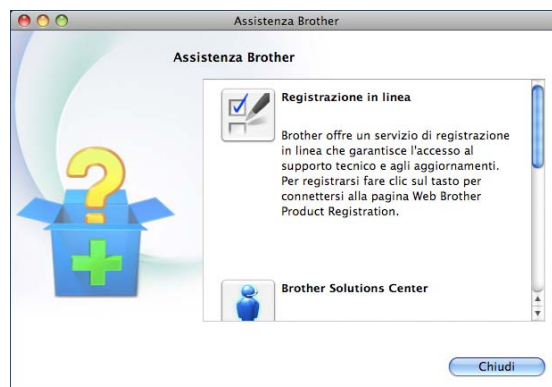 Assistenza Brother
Assistenza Brother
Registrazione in linea
Brother offre un servizio di registrazione
in linea che garantisce l'accesso al
supporto tecnico e agli aggiornamenti.
Per registrarsi fare clic sul tasto per
connettersi alla pagina Web Brother
Product Registration.
Brother Solutions Center
Chiudi